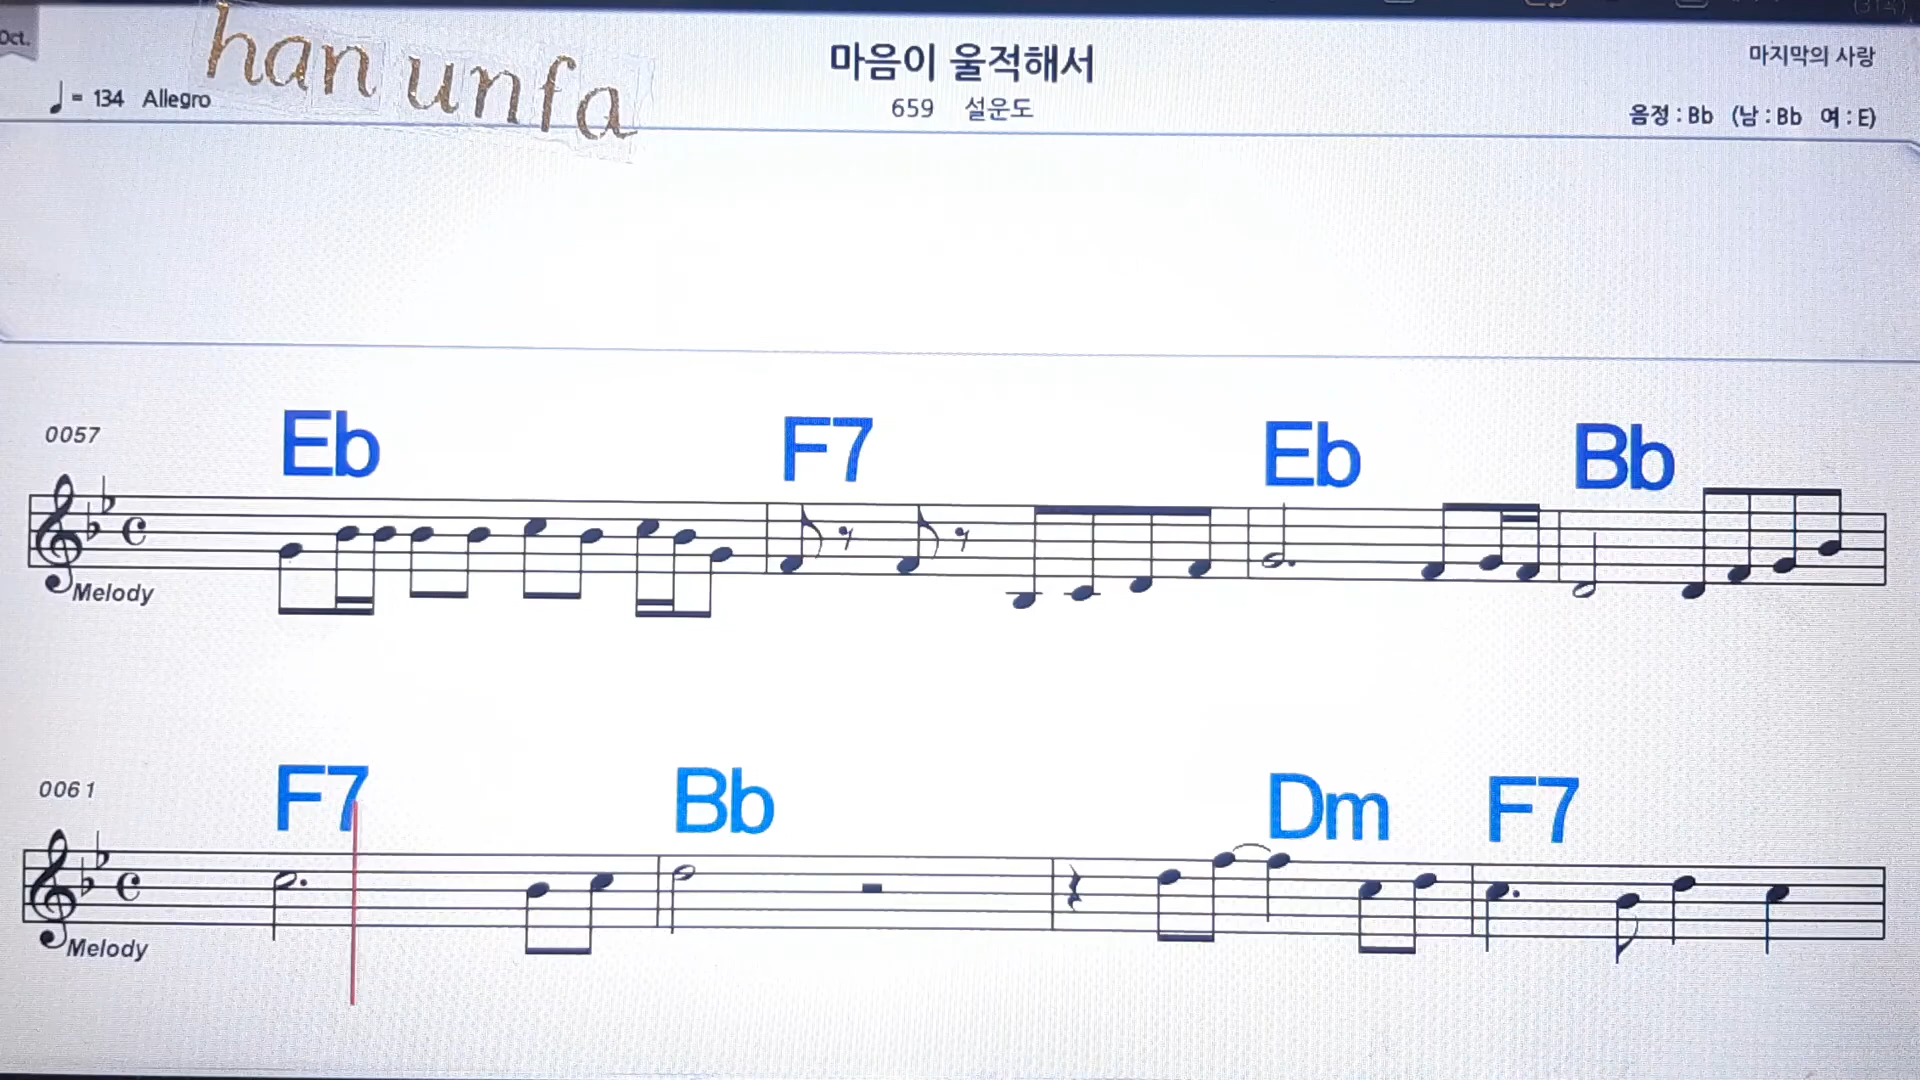 Oct.
han unfa
마음이 울적해서
마지막의 사랑
♩= 134 Allegro
659 설운도
음정 : Bb (남 : Bb 여 : E)
0057 Eb F7 Eb Bb
Melody
0061 F7 Bb Dm F7
Melody